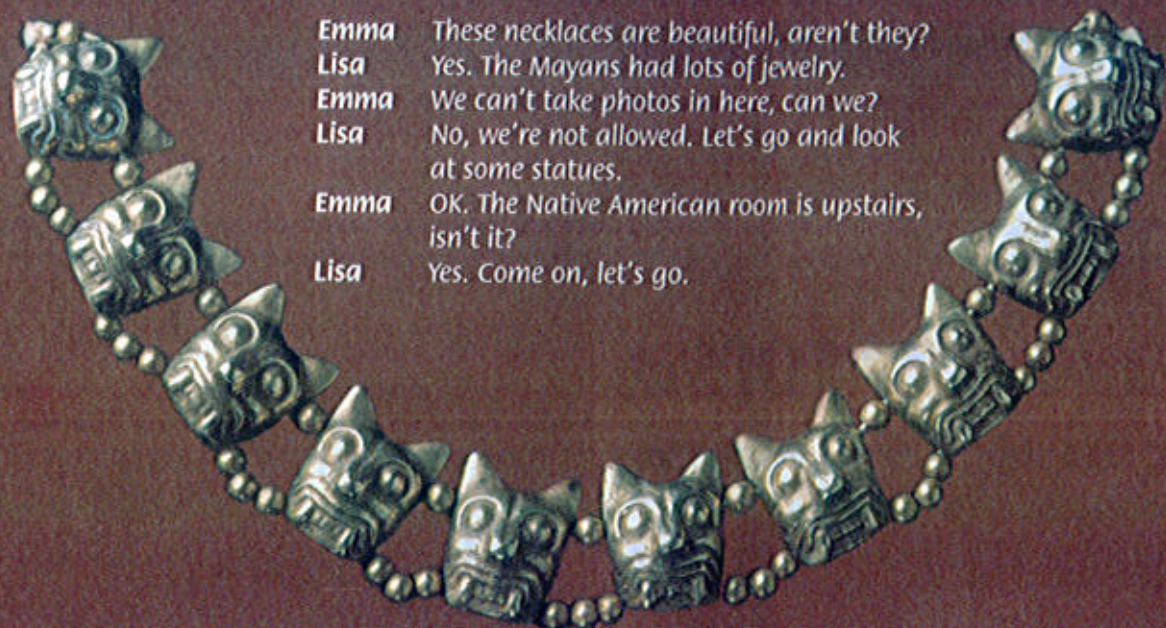 Emma These necklaces are beautiful, aren't they?
Lisa Yes. The Mayans had lots of jewelry.
Emma We can't take photos in here, can we?
Lisa No, we're not allowed. Let's go and look
at some statues.
Emma OK. The Native American room is upstairs,
isn't it?
Lisa Yes. Come on, let's go.